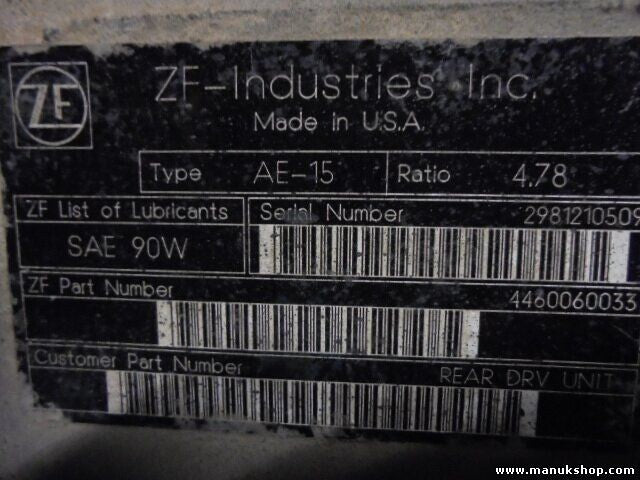 ZF
ZF-Industries Inc.
Made in U.S.A.
Type AE-15 Ratio 4.78
ZF List of Lubricants Serial Number 2981210509
SAE 90W
ZF Part Number 4460060033
Customer Part Number REAR DRV UNIT
www.manukshop.com